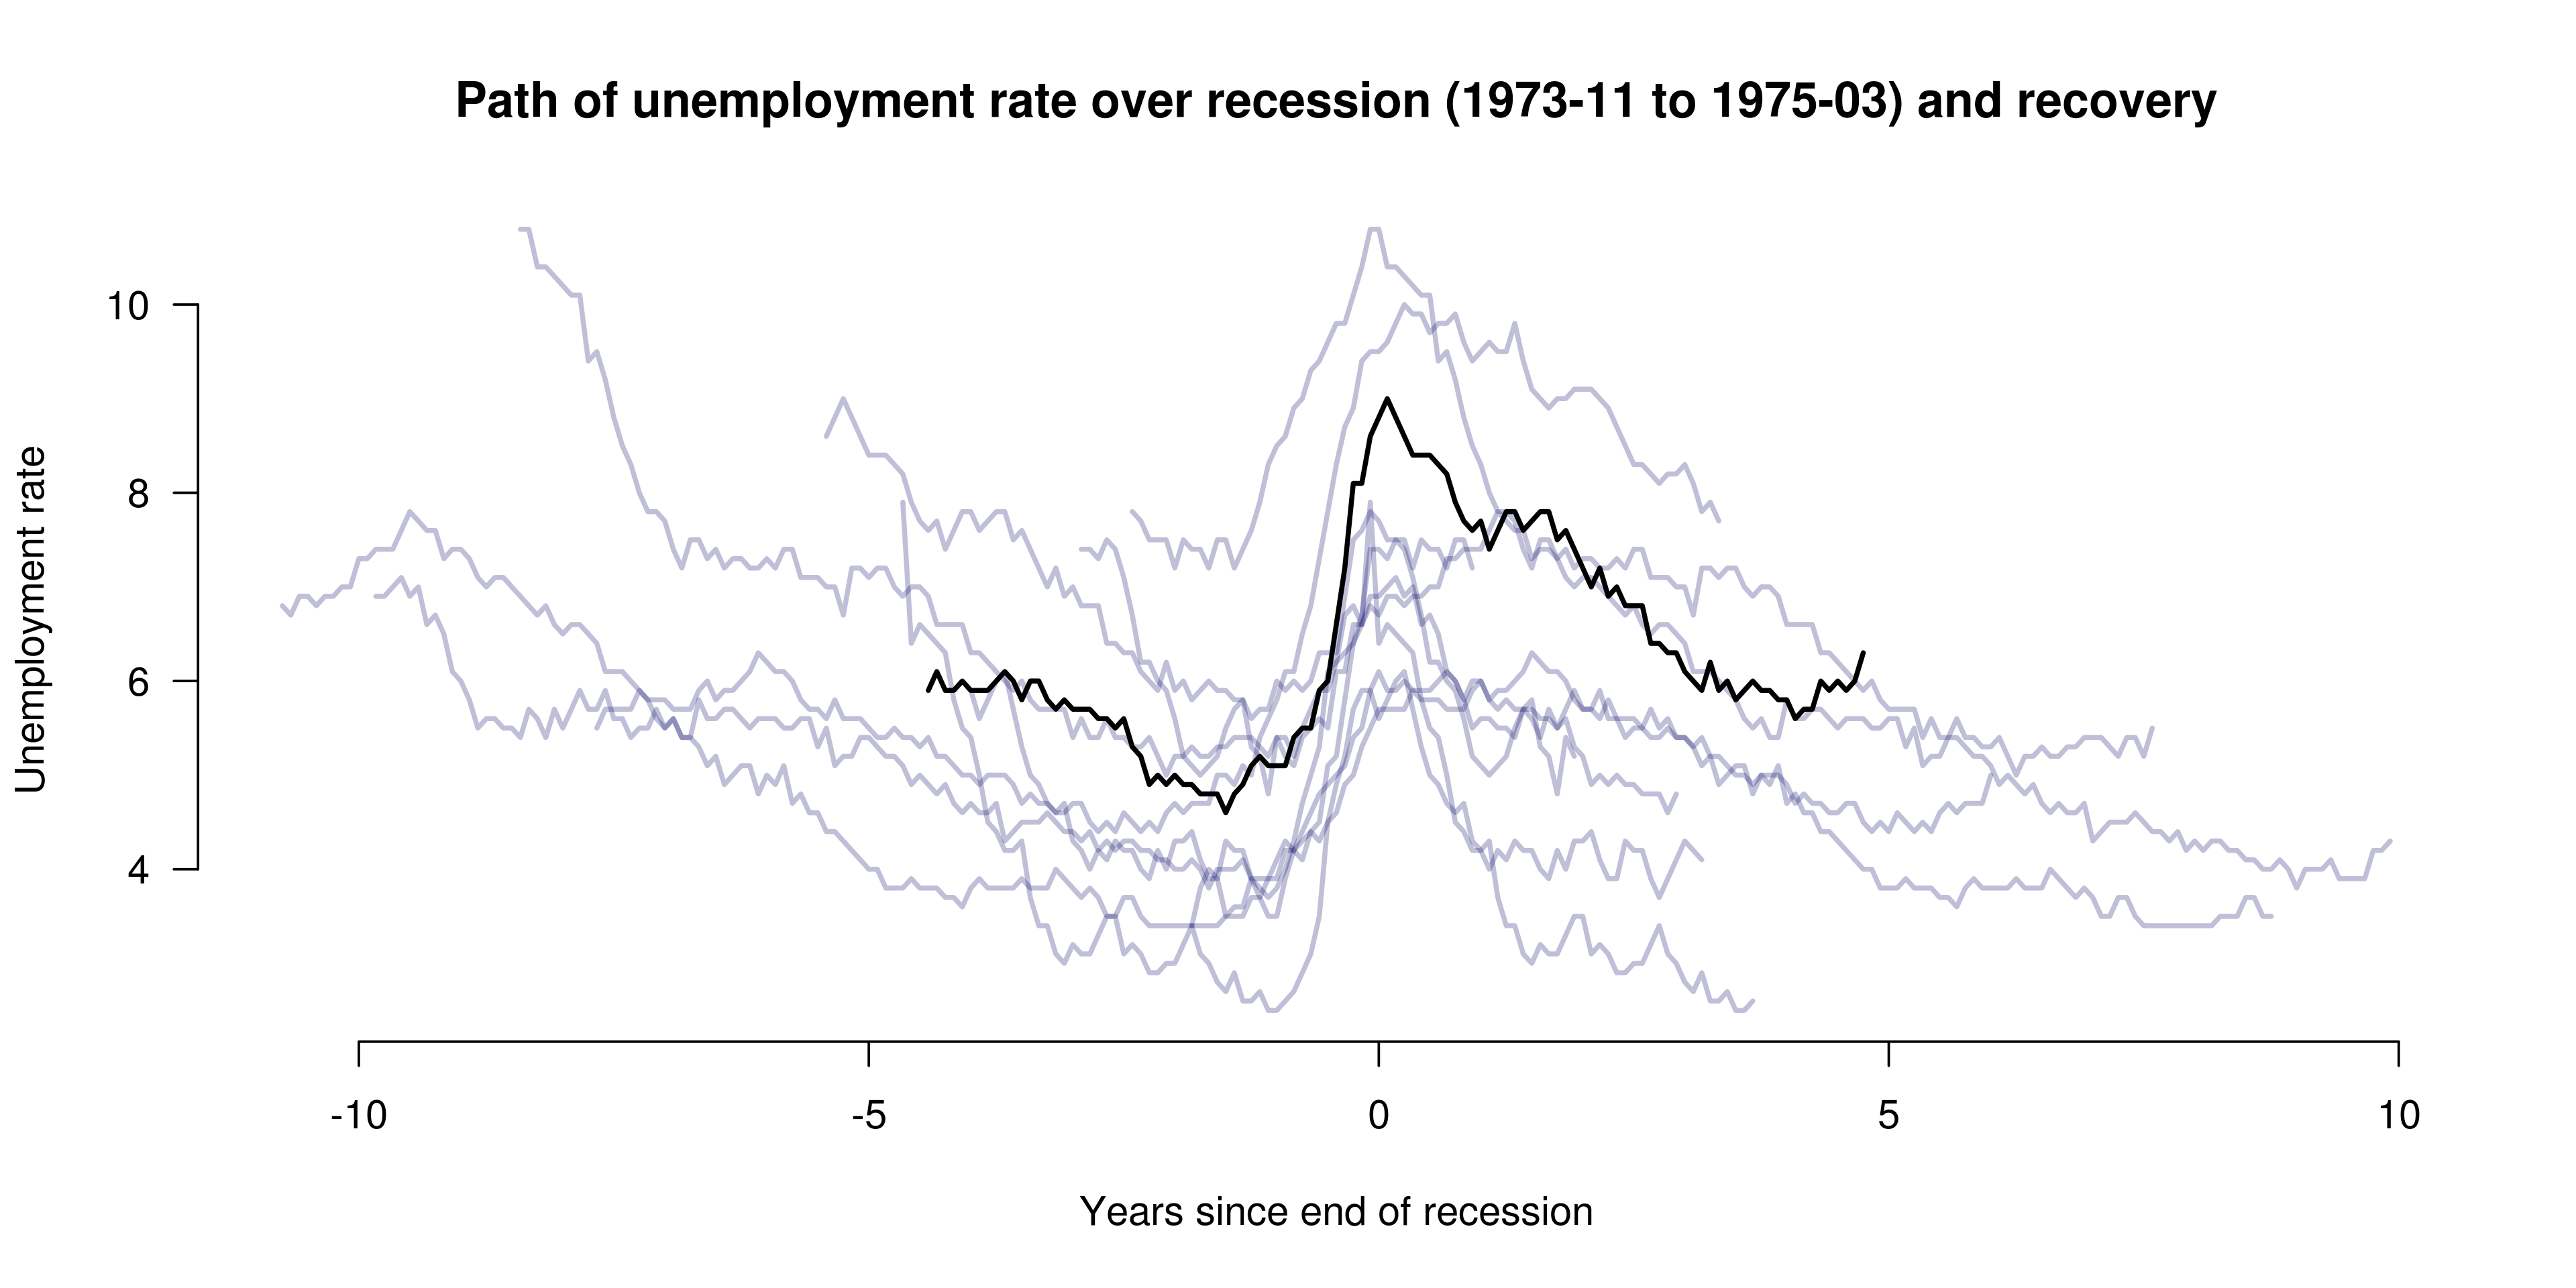 Path of unemployment rate over recession (1973-11 to 1975-03) and recovery
10
8
6
4
Unemployment rate
-10 -5 0 5 10
Years since end of recession